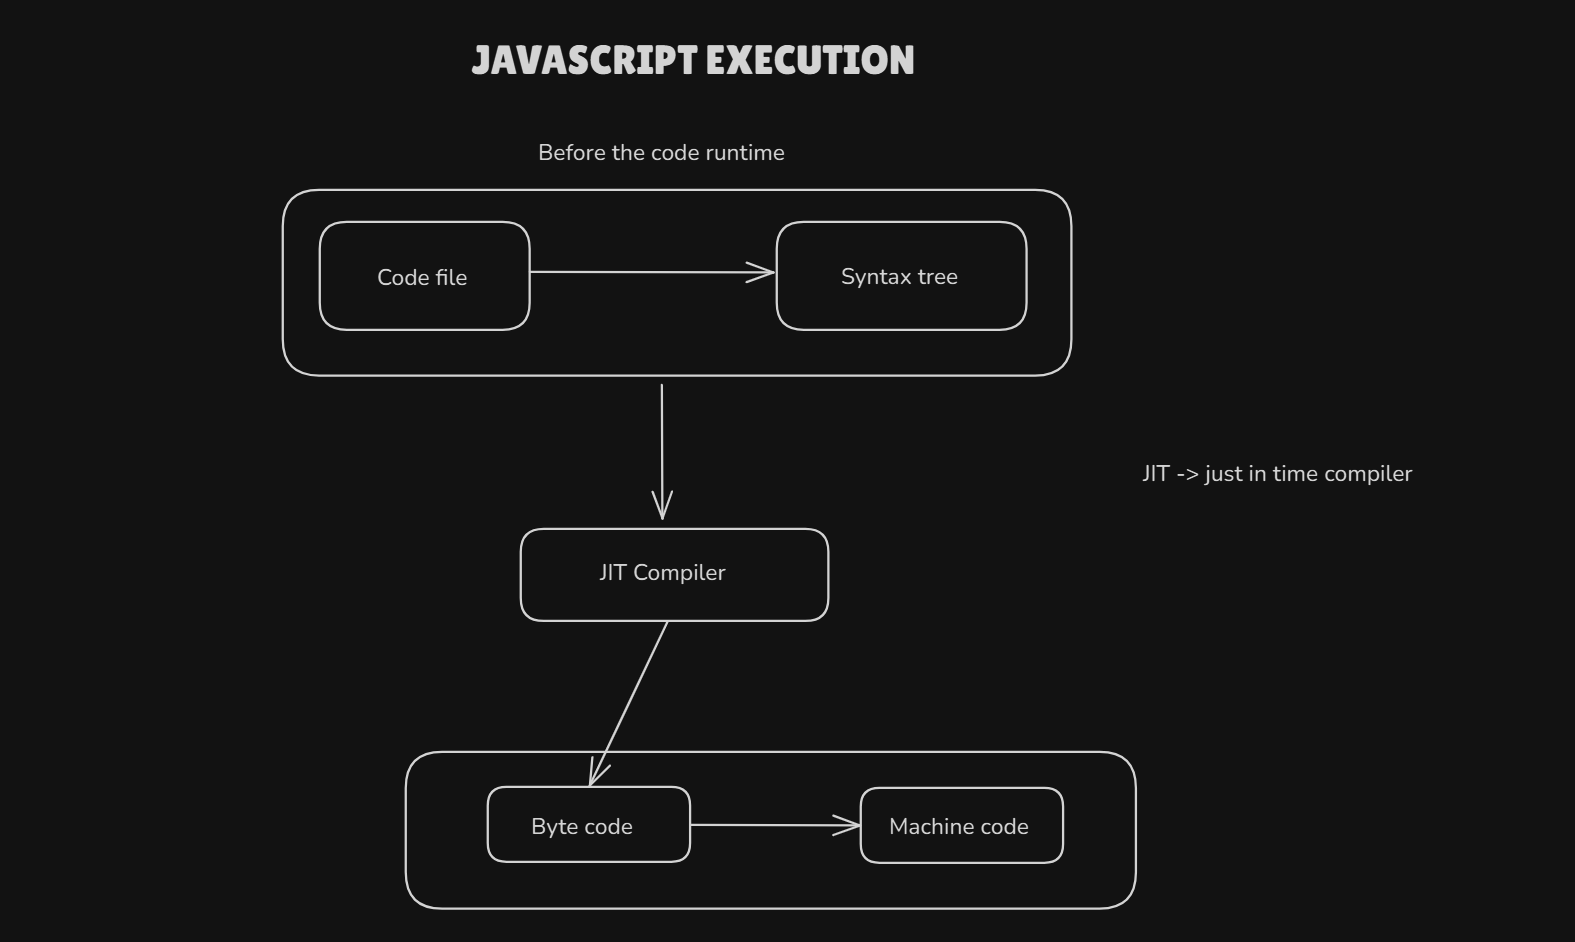 JAVASCRIPT EXECUTION
Before the code runtime
Code file
Syntax tree
JIT -> just in time compiler
JIT Compiler
Byte code
Machine code